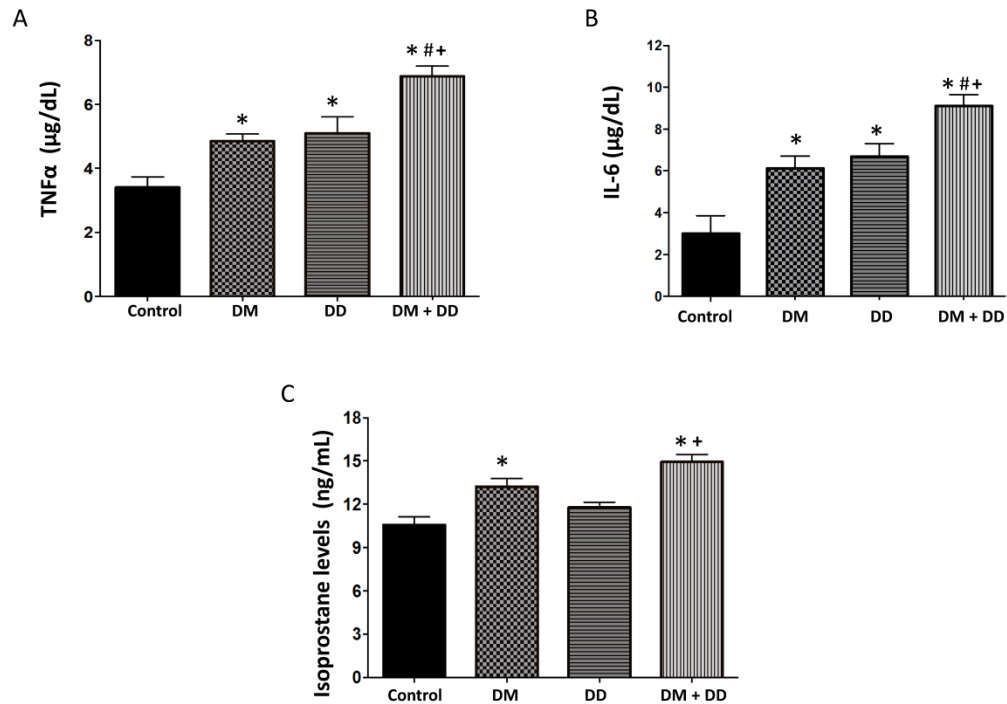 A
TNFα (µg/dL)
8
6
4
2
0
*
*
* # +
Control DM DD DM + DD
B
IL-6 (µg/dL)
12
10
8
6
4
2
0
*
*
* # +
Control DM DD DM + DD
C
Isoprostane levels (ng/mL)
18
15
12
9
6
3
0
*
* +
Control DM DD DM + DD